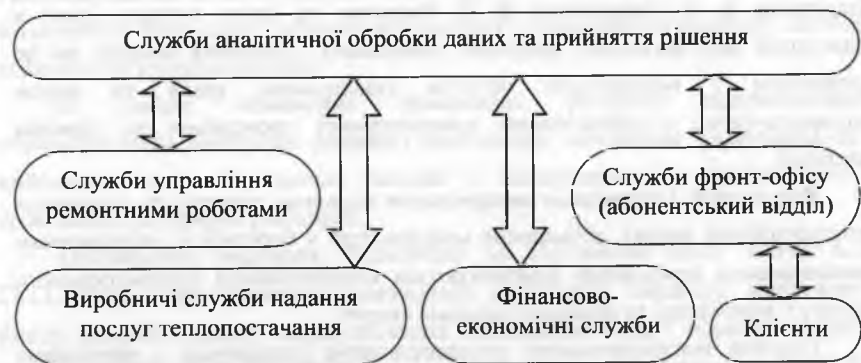 Служби аналітичної обробки даних та прийняття рішення
Служби управління
ремонтними роботами
Служби фронт-офісу
(абонентський відділ)
Виробничі служби надання
послуг теплопостачання
Фінансово-
економічні служби
Клієнти